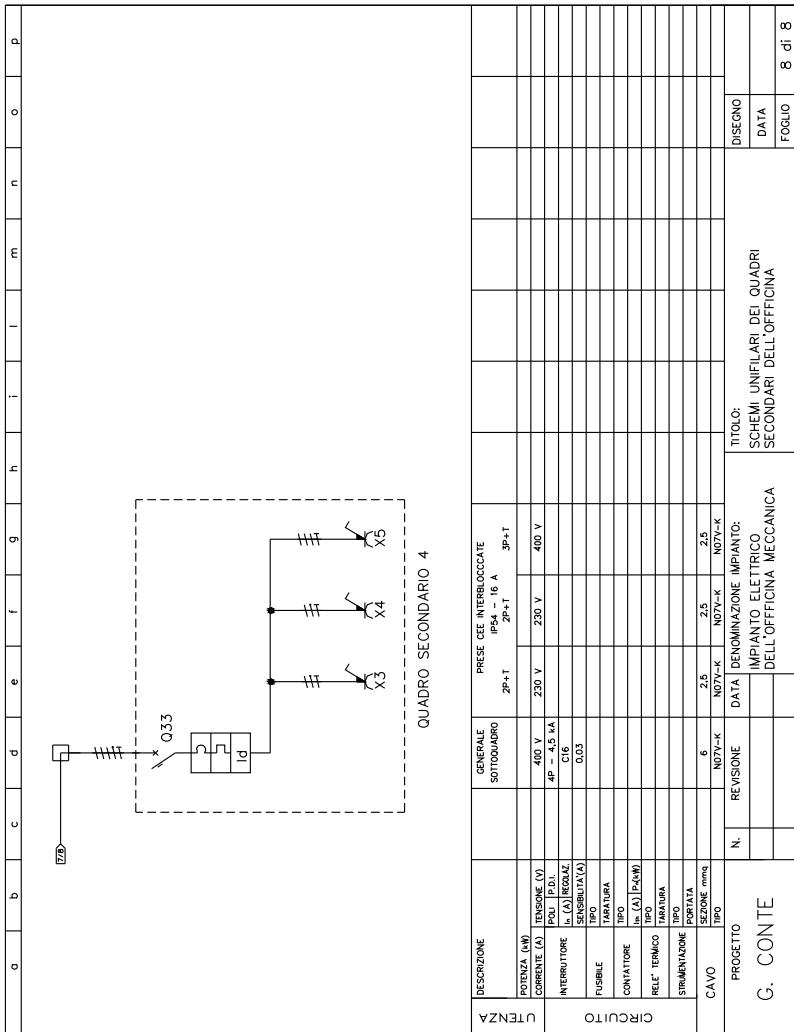 a b c d e f g h i l m n o p
7/8
Q33
Id
X3 X4 X5
QUADRO SECONDARIO 4
UTENZA
DESCRIZIONE
GENERALE
SOTTOQUADRO
PRESE CEE INTERBLOCCCATE
IP54 - 16 A
2P+T 2P+T 3P+T
POTENZA (kW)
CORRENTE (A) TENSIONE (V) 400 V 230 V 230 V 400 V
CIRCUITO
INTERRUTTORE
POLI P.D.I. 4P - 4,5 kA
In (A) REGOLAZ. C16
SENSIBILITA'(A) 0,03
FUSIBILE
TIPO
TARATURA
CONTATTORE
TIPO
In (A) Pn(kW)
RELE' TERMICO
TIPO
TARATURA
STRUMENTAZIONE
TIPO
PORTATA
CAVO
SEZIONE mmq 6 2,5 2,5 2,5
TIPO N07V-K N07V-K N07V-K N07V-K
PROGETTO
G. CONTE
N. REVISIONE DATA
DENOMINAZIONE IMPIANTO:
IMPIANTO ELETTRICO
DELL'OFFFICINA MECCANICA
TITOLO:
SCHEMI UNIFILARI DEI QUADRI
SECONDARI DELL'OFFFICINA
DISEGNO
DATA
FOGLIO 8 di 8